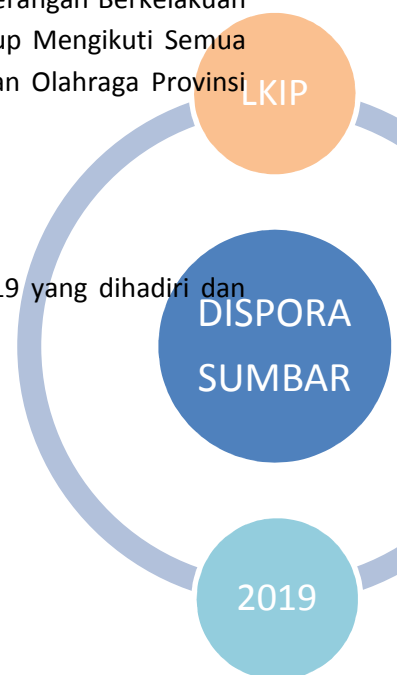 Berkelakuan
up Mengikuti Semua
an Olahraga Provinsi
LKIP
19 yang dihadiri dan
DISPORA
SUMBAR
2019